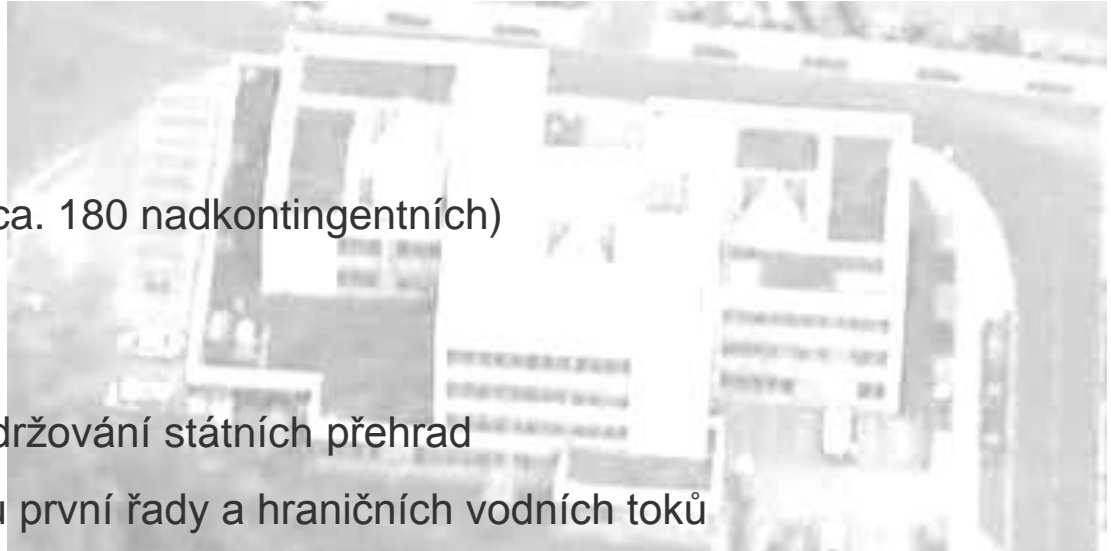 ca. 180 nadkontingentních)
držování státních přehrad
první řady a hraničních vodních toků